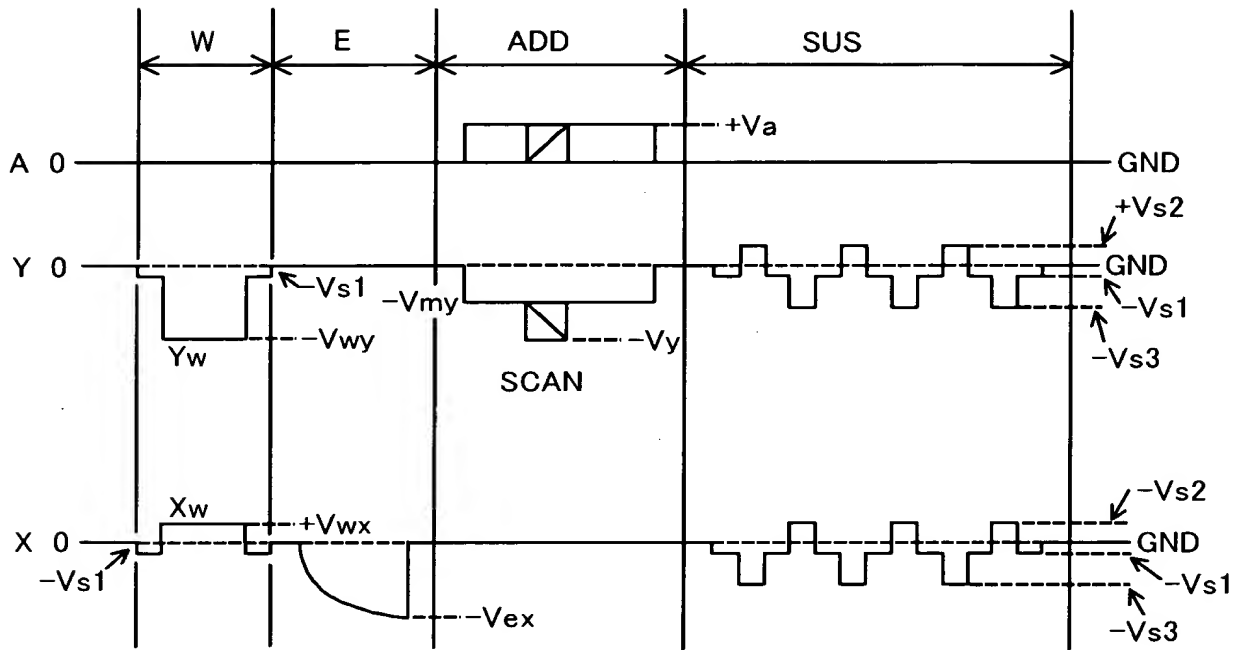 W E ADD SUS
+Va
A 0 GND
+Vs2
Y 0 GND
−Vs1 −Vmy −Vs1
Yw −Vwy −Vy −Vs3
SCAN
Xw +Vwx −Vs2
X 0 GND
−Vs1 −Vs1
−Vex −Vs3